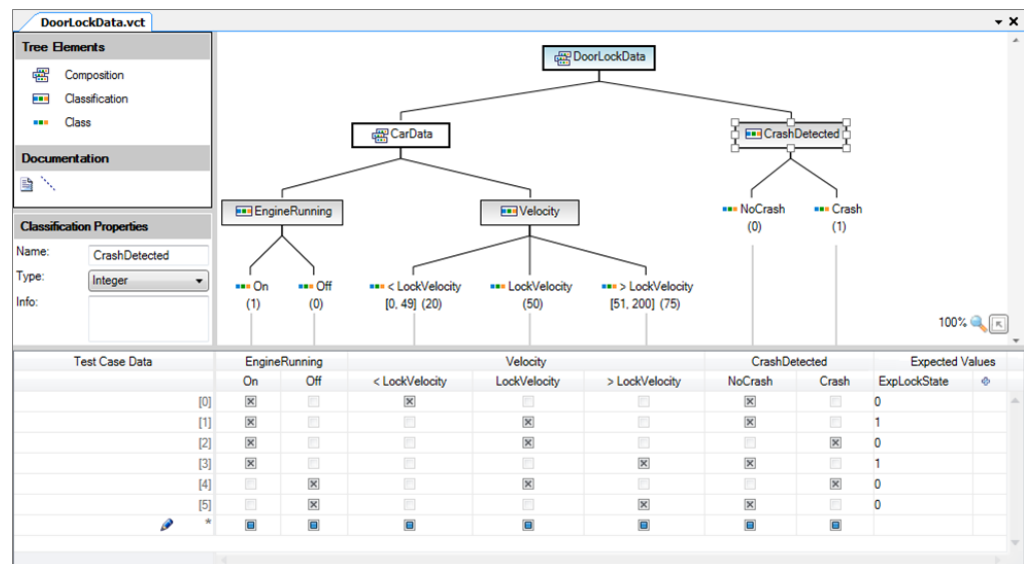 DoorLockData.vct
Tree Elements
Composition
Classification
Class
Documentation
Classification Properties
Name: CrashDetected
Type: Integer
Info:
DoorLockData
CarData
CrashDetected
EngineRunning
Velocity
NoCrash
(0)
Crash
(1)
On
(1)
Off
(0)
< LockVelocity
[0, 49] (20)
LockVelocity
(50)
> LockVelocity
[51, 200] (75)
100%
Test Case Data EngineRunning Velocity CrashDetected Expected Values
On Off < LockVelocity LockVelocity > LockVelocity NoCrash Crash ExpLockState
[0] 0
[1] 1
[2] 0
[3] 1
[4] 0
[5] 0
*